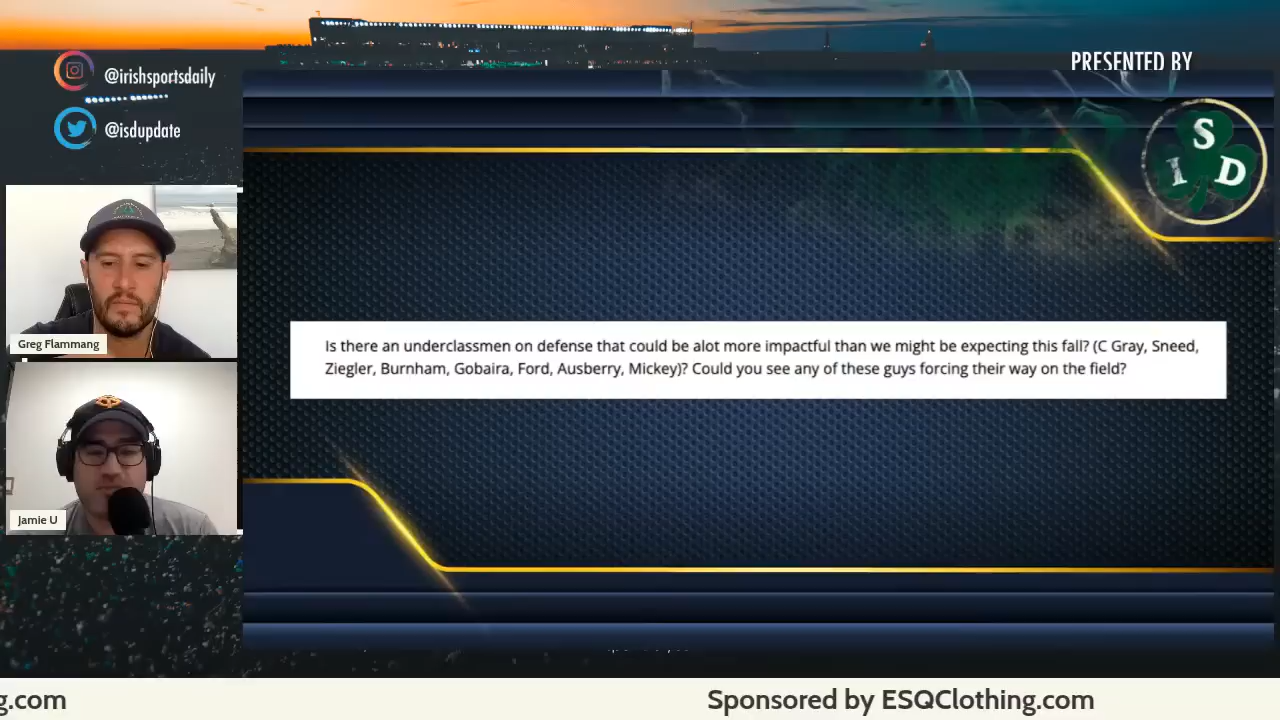 @irishsportsdaily
@isdupdate
PRESENTED BY
S
I D
Greg Flammang
Jamie U
Is there an underclassmen on defense that could be alot more impactful than we might be expecting this fall? (C Gray, Sneed,
Ziegler, Burnham, Gobaira, Ford, Ausberry, Mickey)? Could you see any of these guys forcing their way on the field?
g.com
Sponsored by ESQClothing.com